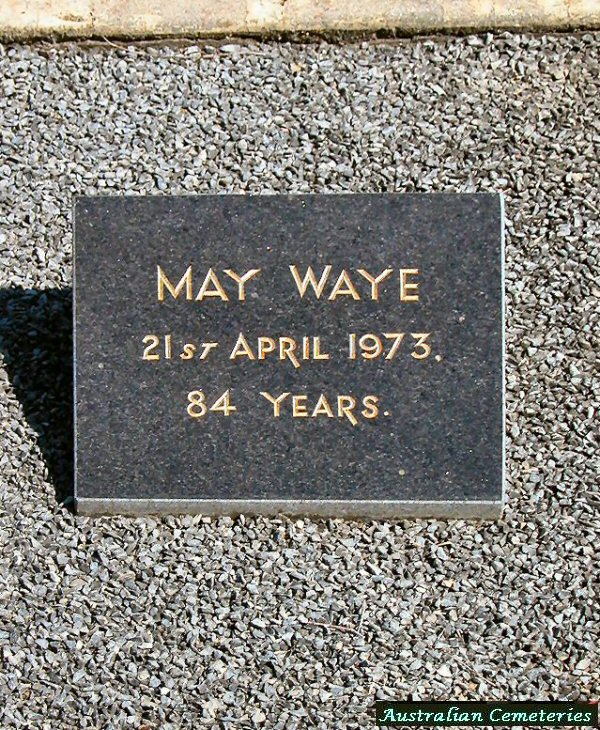 MAY WAYE
21ST APRIL 1973.
84 YEARS.
Australian Cemeteries